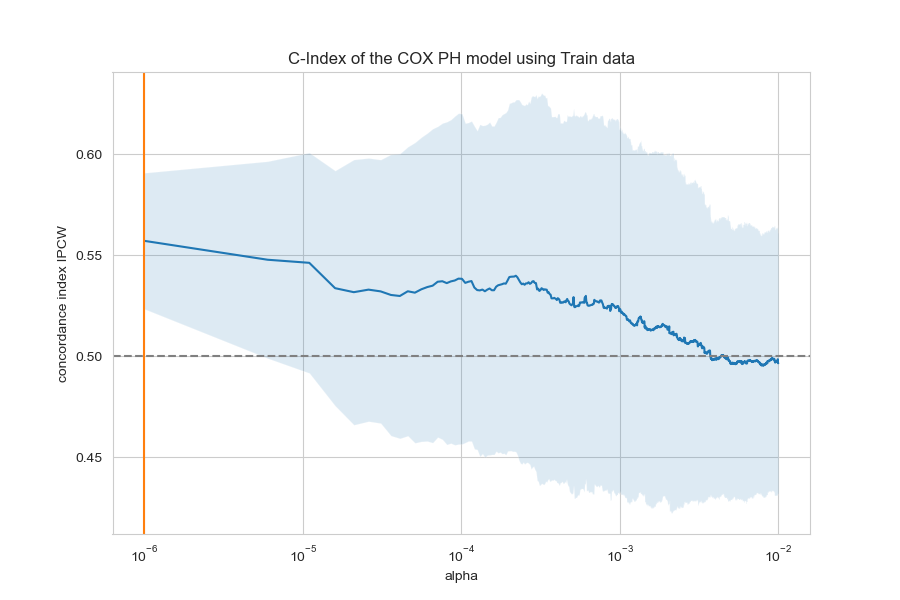 C-Index of the COX PH model using Train data
concordance index IPCW
0.60
0.55
0.50
0.45
10⁻⁶ 10⁻⁵ 10⁻⁴ 10⁻³ 10⁻²
alpha